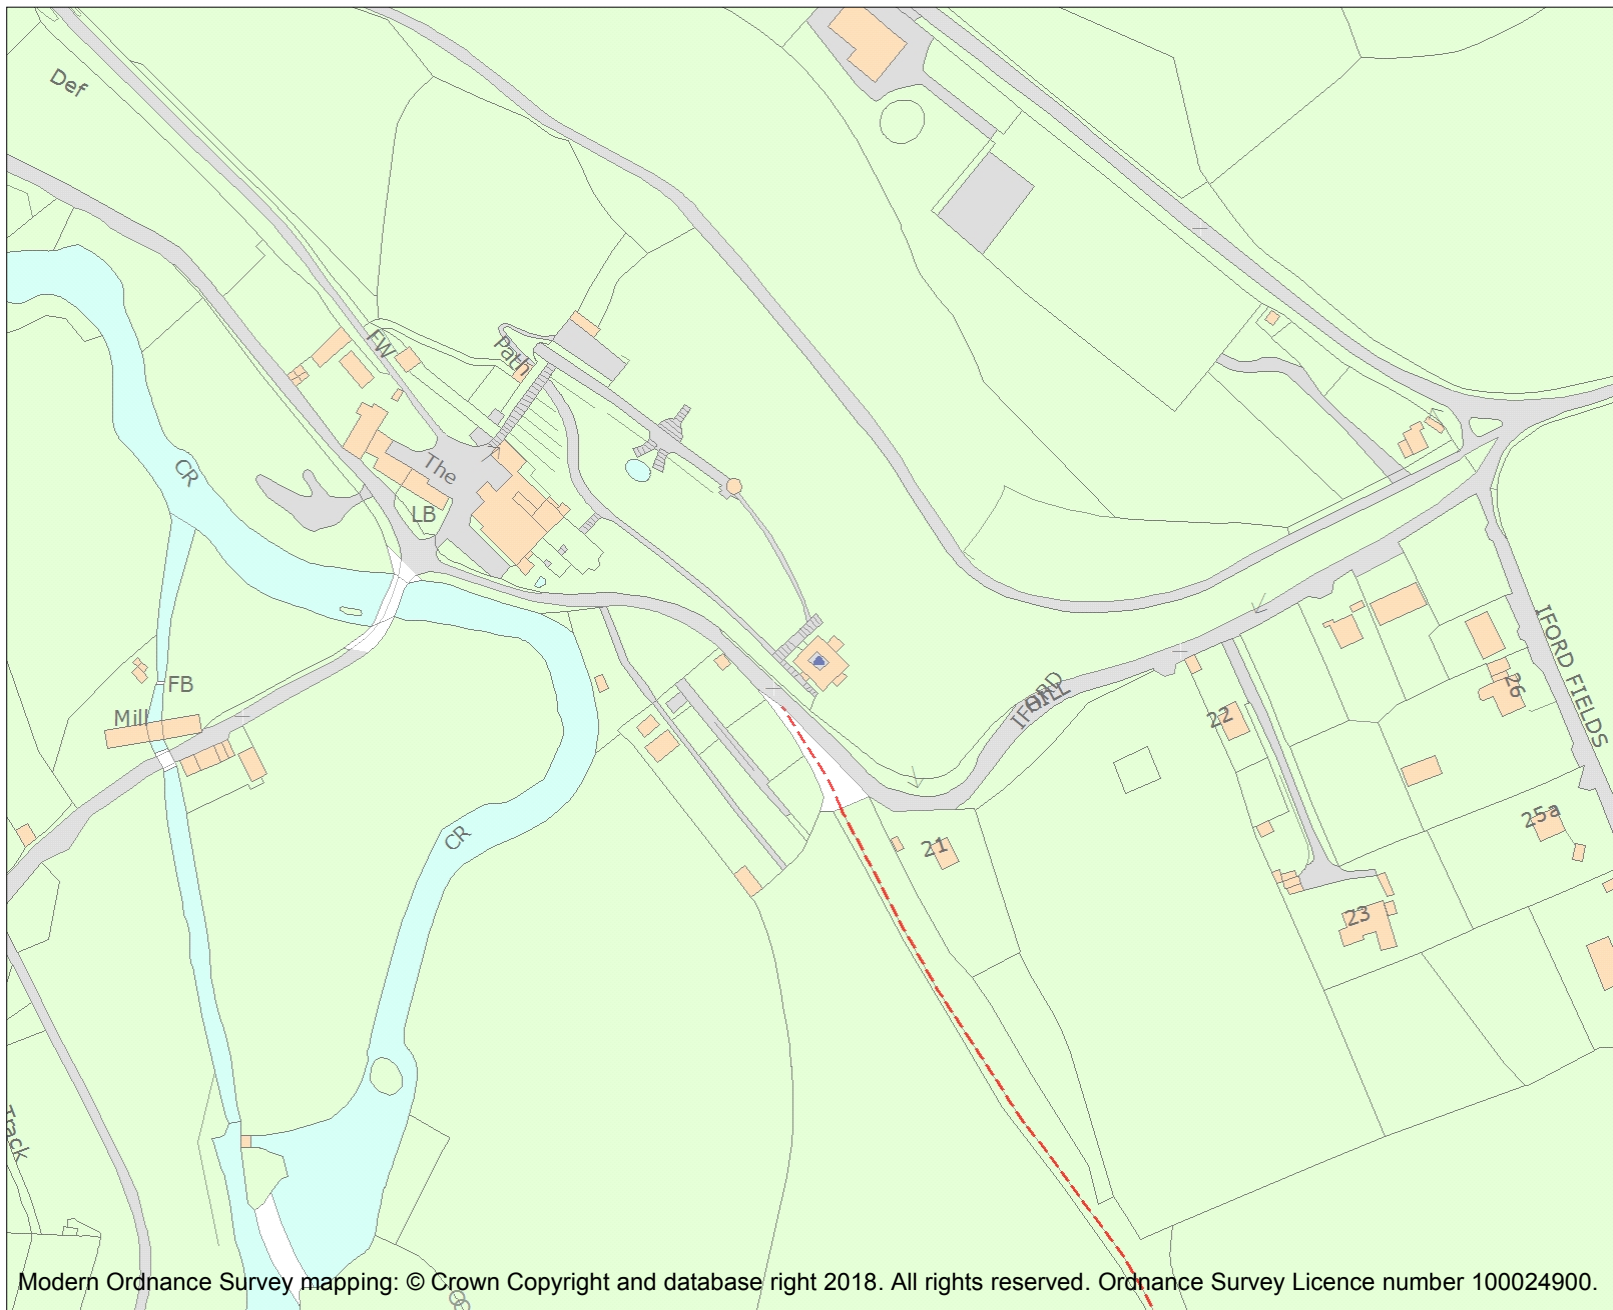 Def
FW
Path
CR
The
LB
IFORD FIELDS
FB
26
IFORD
HILL
22
Mill
25a
CR
21
23
Track
Modern Ordnance Survey mapping: © Crown Copyright and database right 2018. All rights reserved. Ordnance Survey Licence number 100024900.